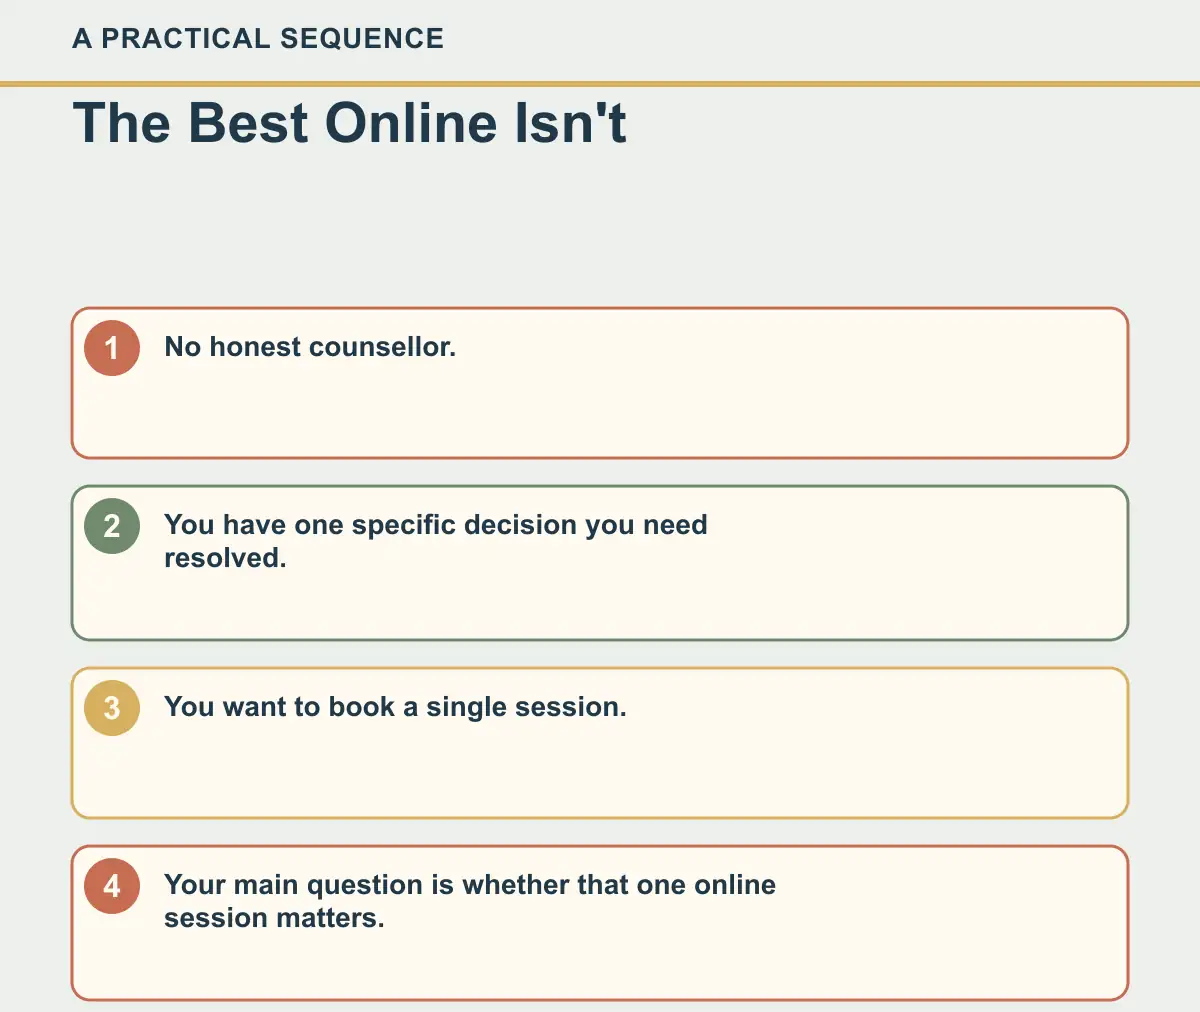 A PRACTICAL SEQUENCE
The Best Online Isn't
1
No honest counsellor.
2
You have one specific decision you need
resolved.
3
You want to book a single session.
4
Your main question is whether that one online
session matters.